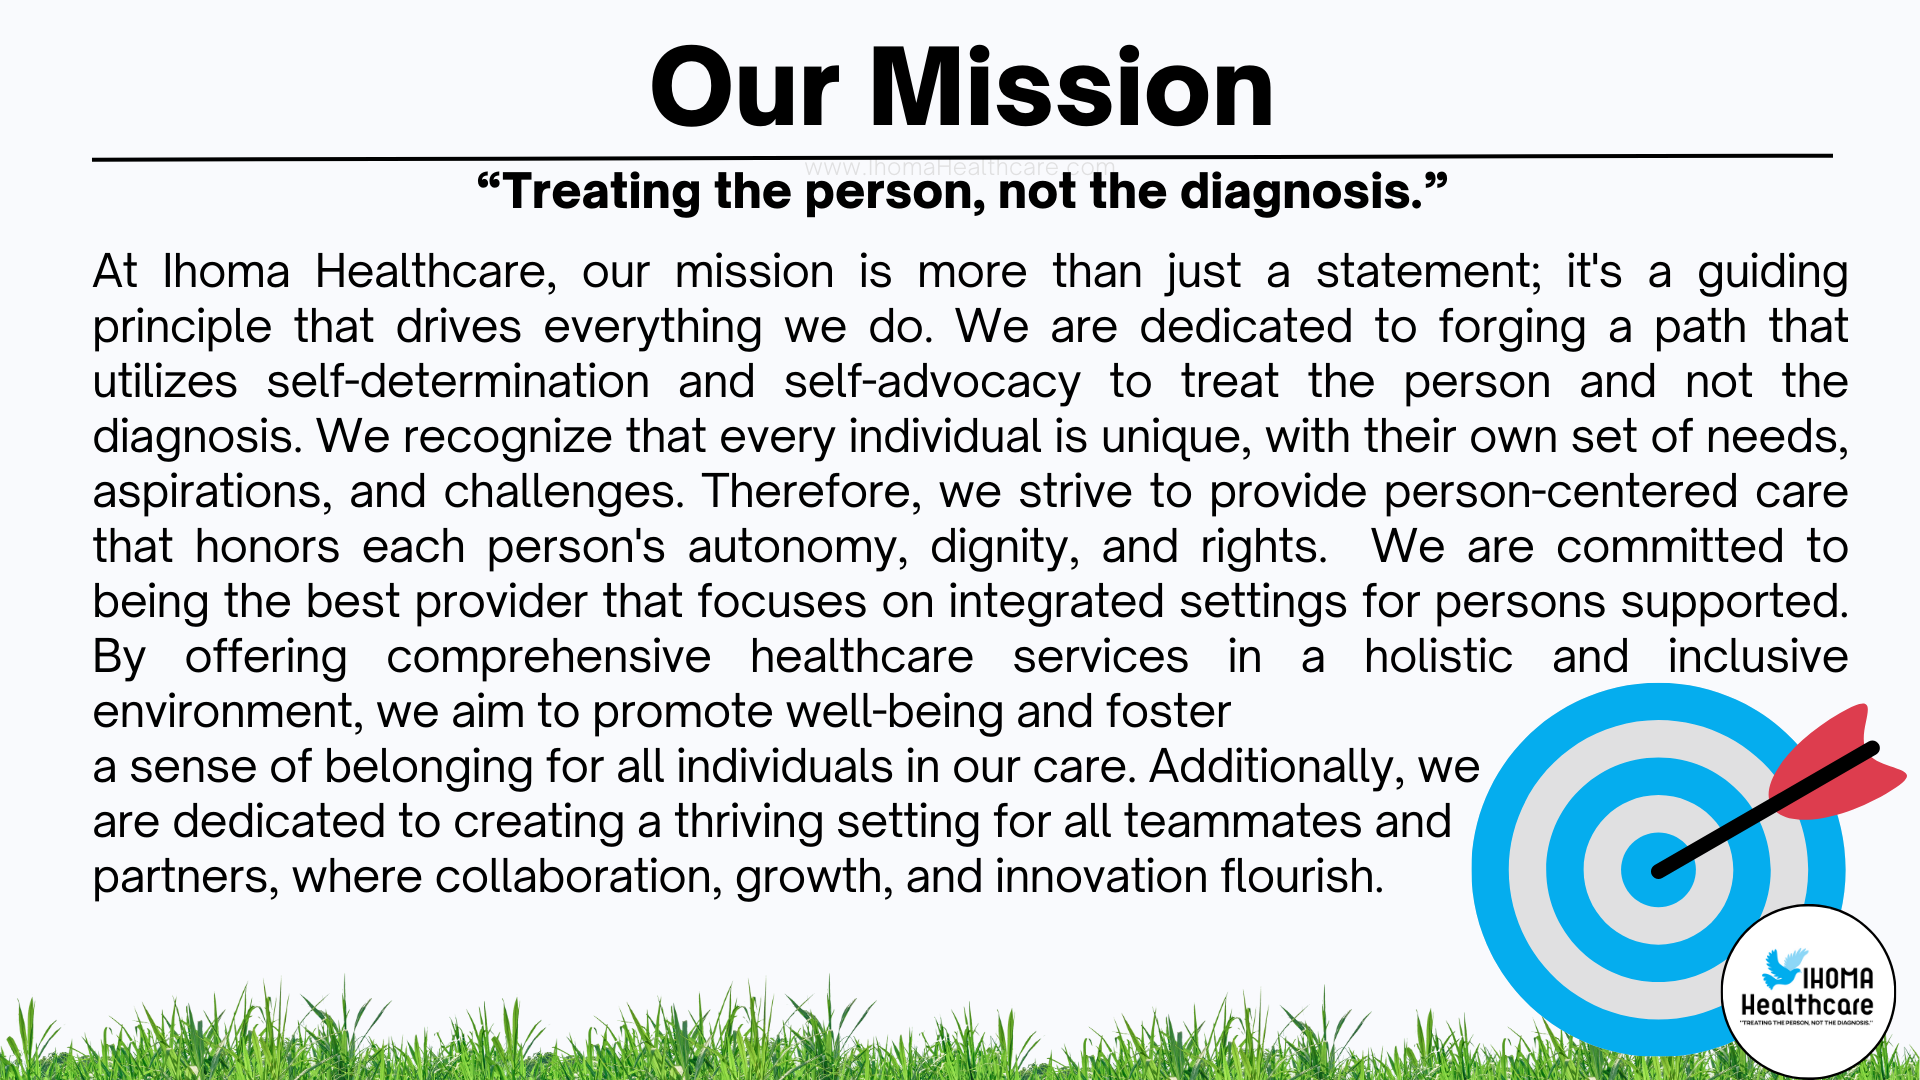 Our Mission
www.IhomaHealthcare.com
“Treating the person, not the diagnosis.”
At Ihoma Healthcare, our mission is more than just a statement; it's a guiding
principle that drives everything we do. We are dedicated to forging a path that
utilizes self-determination and self-advocacy to treat the person and not the
diagnosis. We recognize that every individual is unique, with their own set of needs,
aspirations, and challenges. Therefore, we strive to provide person-centered care
that honors each person's autonomy, dignity, and rights.  We are committed to
being the best provider that focuses on integrated settings for persons supported.
By offering comprehensive healthcare services in a holistic and inclusive
environment, we aim to promote well-being and foster
a sense of belonging for all individuals in our care. Additionally, we
are dedicated to creating a thriving setting for all teammates and
partners, where collaboration, growth, and innovation flourish.
IHOMA
Healthcare
"TREATING THE PERSON, NOT THE DIAGNOSIS."